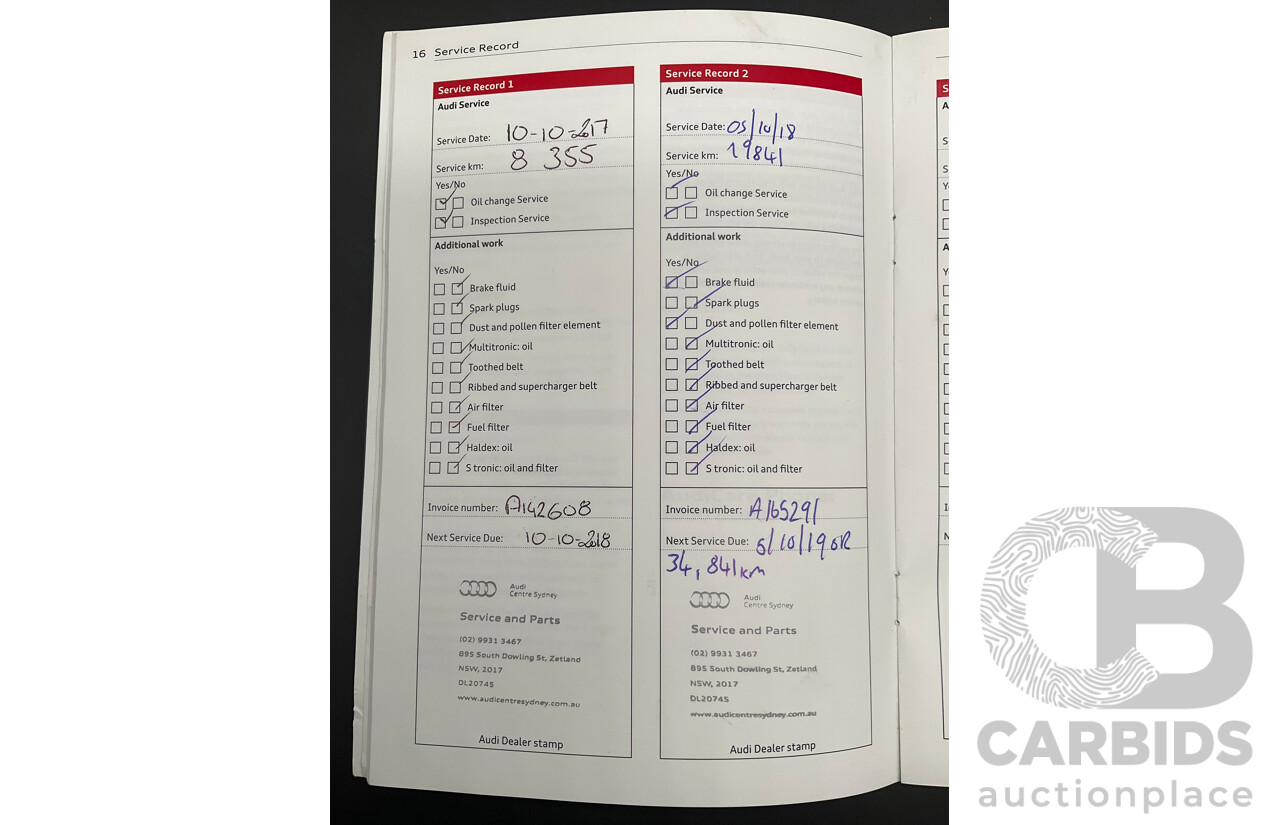 16 Service Record
Service Record 1
Audi Service
Service Date: 10-10-2017
Service km: 8 355
Yes/No
Oil change Service
Inspection Service
Additional work
Yes/No
Brake fluid
Spark plugs
Dust and pollen filter element
Multitronic: oil
Toothed belt
Ribbed and supercharger belt
Air filter
Fuel filter
Haldex: oil
S tronic: oil and filter
Invoice number: A142608
Next Service Due: 10-10-2018
Audi
Centre Sydney
Service and Parts
(02) 9931 3467
895 South Dowling St, Zetland
NSW, 2017
DL20745
www.audicentresydney.com.au
Audi Dealer stamp
Service Record 2
Audi Service
Service Date: 05/10/18
Service km: 19841
Yes/No
Oil change Service
Inspection Service
Additional work
Yes/No
Brake fluid
Spark plugs
Dust and pollen filter element
Multitronic: oil
Toothed belt
Ribbed and supercharger belt
Air filter
Fuel filter
Haldex: oil
S tronic: oil and filter
Invoice number: A165291
Next Service Due: 5/10/19 OR
34,841km
Audi
Centre Sydney
Service and Parts
(02) 9931 3467
895 South Dowling St, Zetland
NSW, 2017
DL20745
www.audicentresydney.com.au
Audi Dealer stamp
CB
CARBIDS
auctionplace